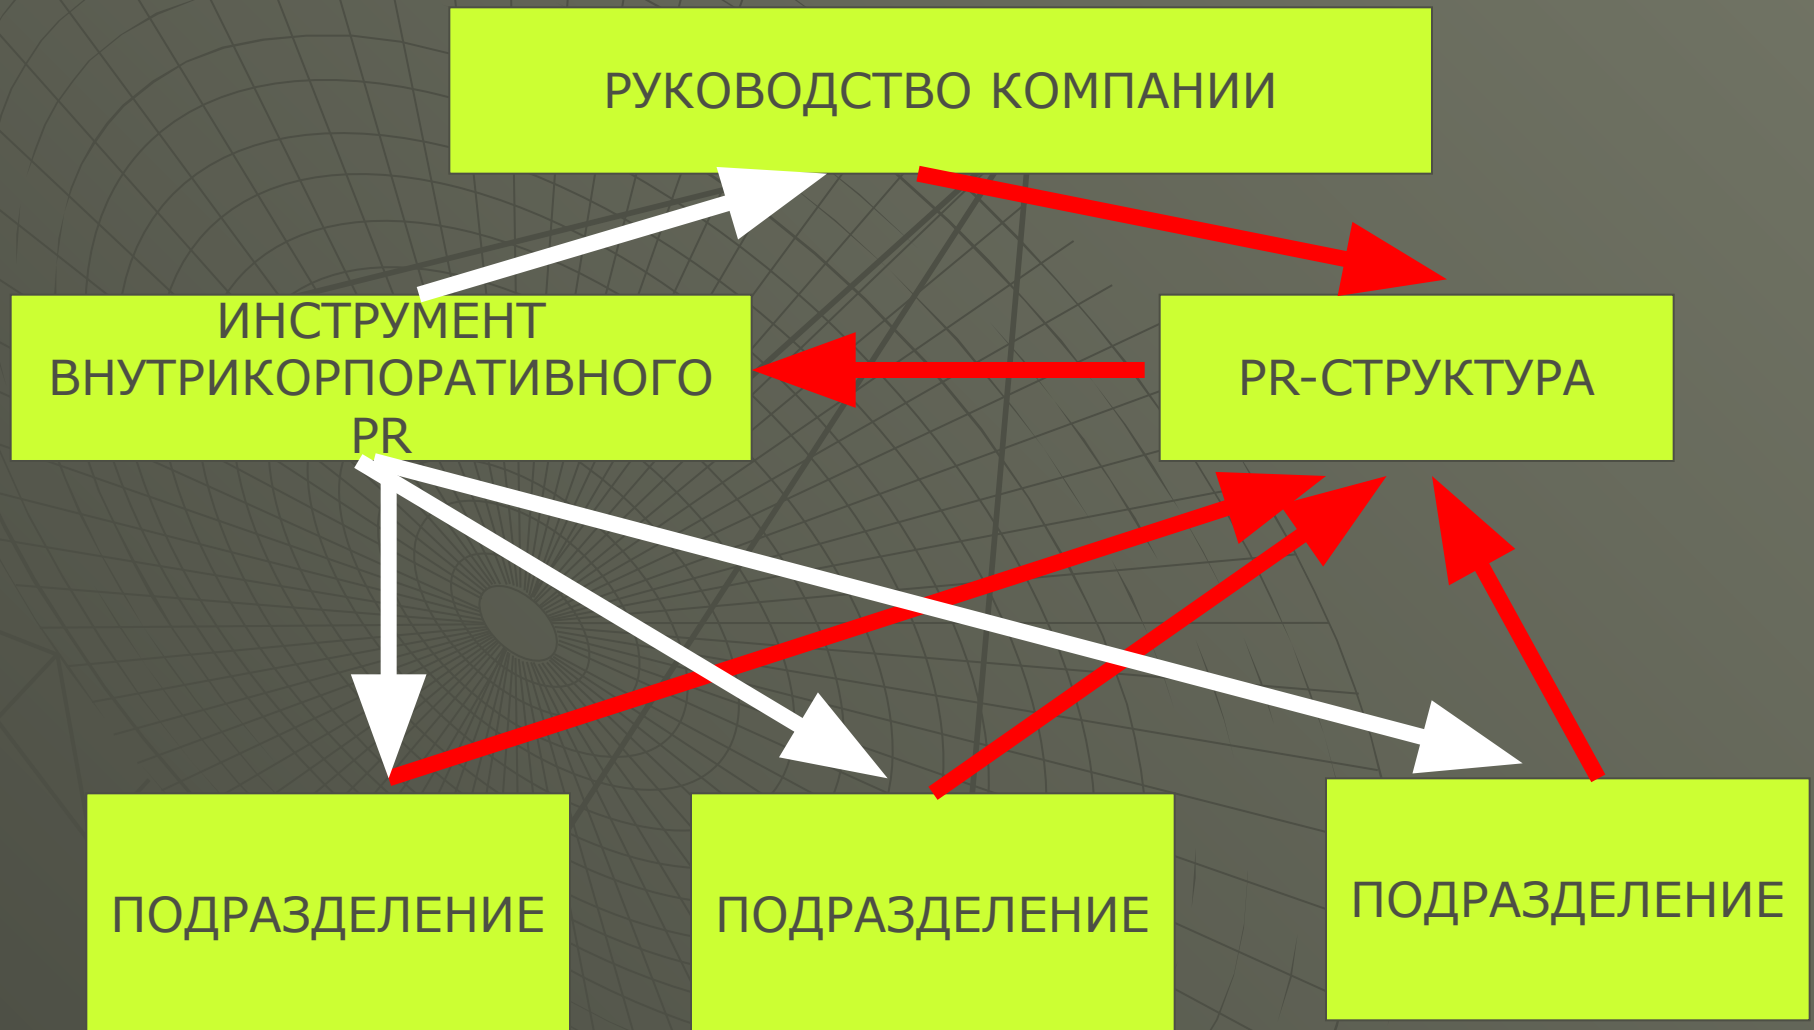 РУКОВОДСТВО КОМПАНИИ
ИНСТРУМЕНТ
ВНУТРИКОРПОРАТИВНОГО
PR
PR-СТРУКТУРА
ПОДРАЗДЕЛЕНИЕ
ПОДРАЗДЕЛЕНИЕ
ПОДРАЗДЕЛЕНИЕ